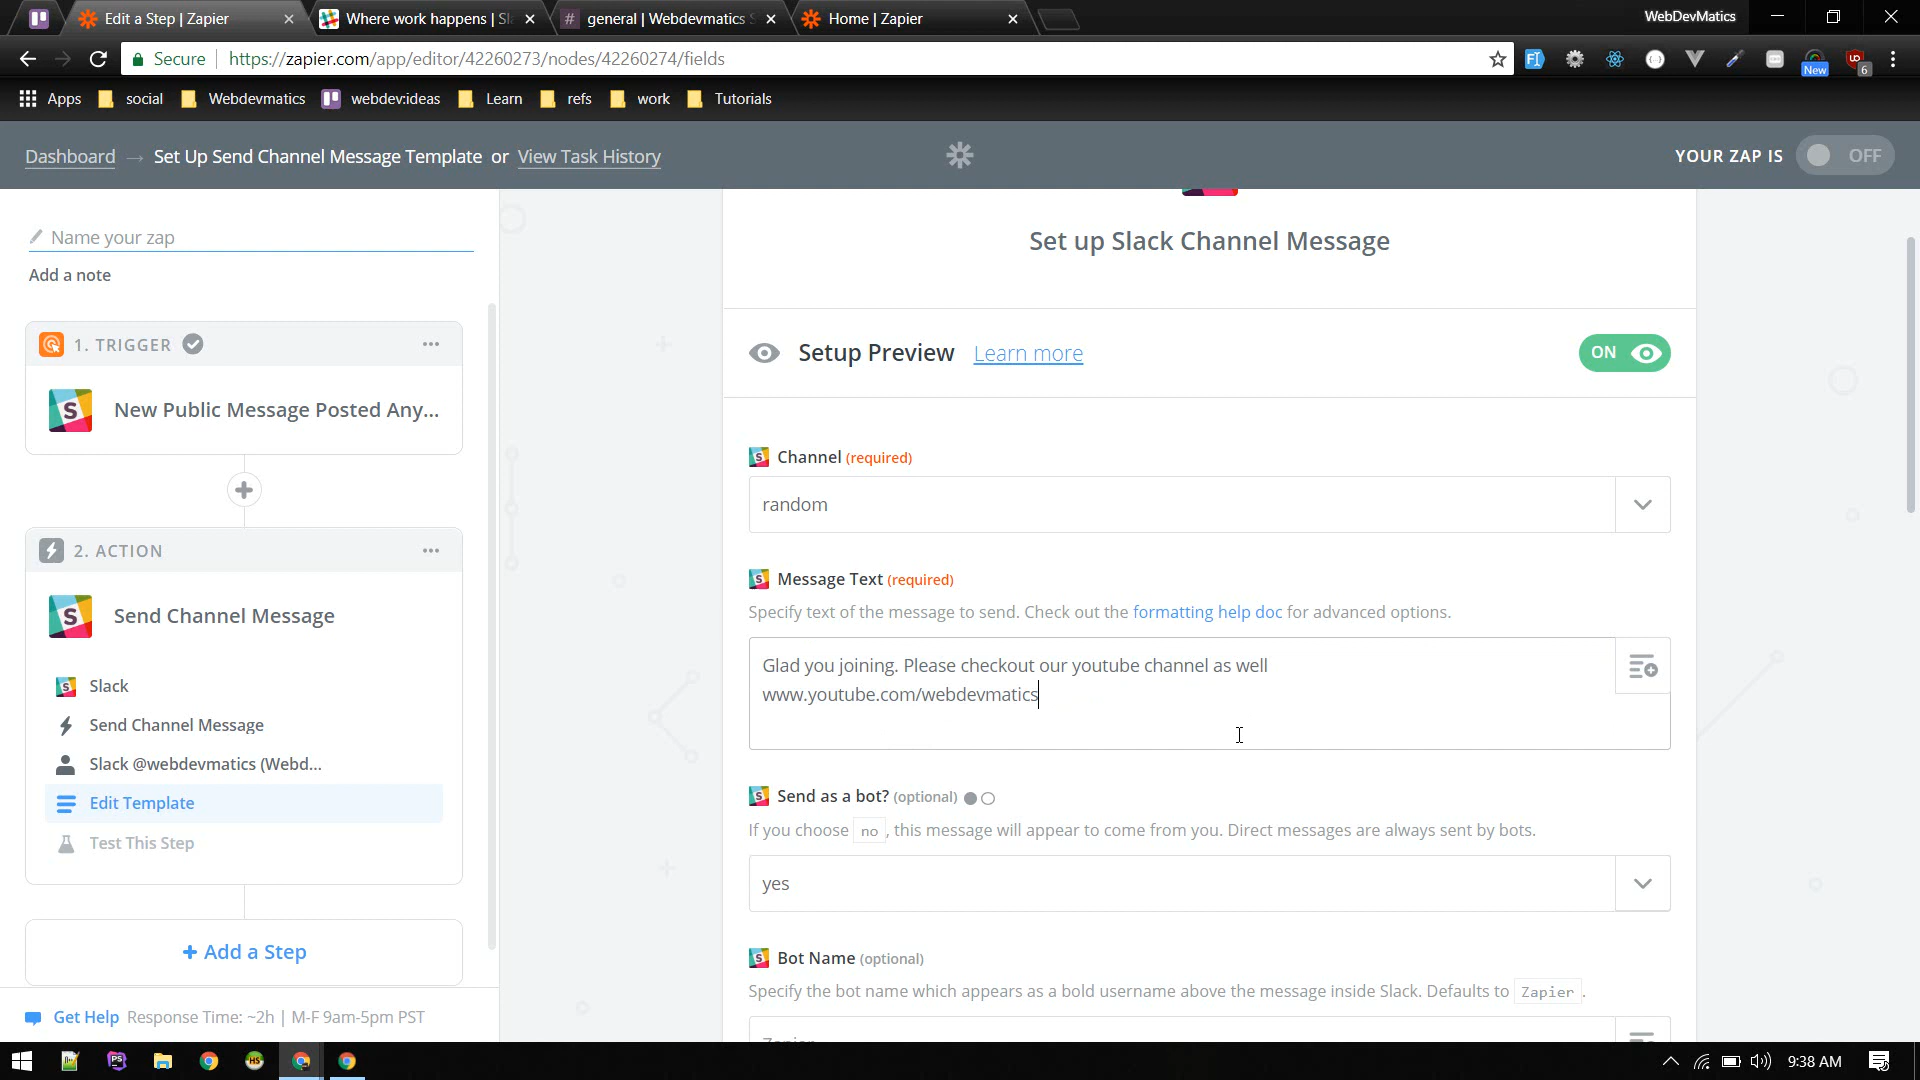 Edit a Step | Zapier
Where work happens | Sl
# general | Webdevmatics S
Home | Zapier
WebDevMatics
Secure
https://zapier.com/app/editor/42260273/nodes/42260274/fields
New
6
Apps
social
Webdevmatics
webdev:ideas
Learn
refs
work
Tutorials
Dashboard → Set Up Send Channel Message Template or View Task History
YOUR ZAP IS
OFF
Name your zap
Add a note
1. TRIGGER
New Public Message Posted Any...
2. ACTION
Send Channel Message
Slack
Send Channel Message
Slack @webdevmatics (Webd...
Edit Template
Test This Step
+ Add a Step
Get Help Response Time: ~2h | M-F 9am-5pm PST
Set up Slack Channel Message
Setup Preview Learn more
ON
Channel (required)
random
Message Text (required)
Specify text of the message to send. Check out the formatting help doc for advanced options.
Glad you joining. Please checkout our youtube channel as well
www.youtube.com/webdevmatics
Send as a bot? (optional)
If you choose no, this message will appear to come from you. Direct messages are always sent by bots.
yes
Bot Name (optional)
Specify the bot name which appears as a bold username above the message inside Slack. Defaults to Zapier.
Zapier
9:38 AM